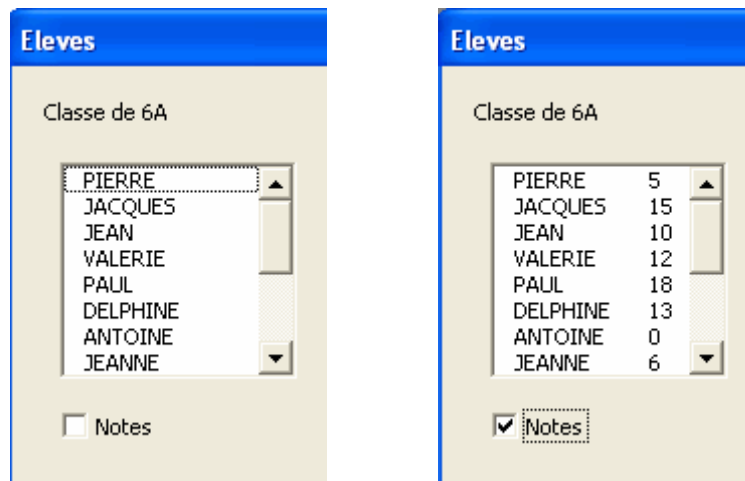 Eleves
Classe de 6A
PIERRE
JACQUES
JEAN
VALERIE
PAUL
DELPHINE
ANTOINE
JEANNE
Notes
Eleves
Classe de 6A
PIERRE 5
JACQUES 15
JEAN 10
VALERIE 12
PAUL 18
DELPHINE 13
ANTOINE 0
JEANNE 6
Notes